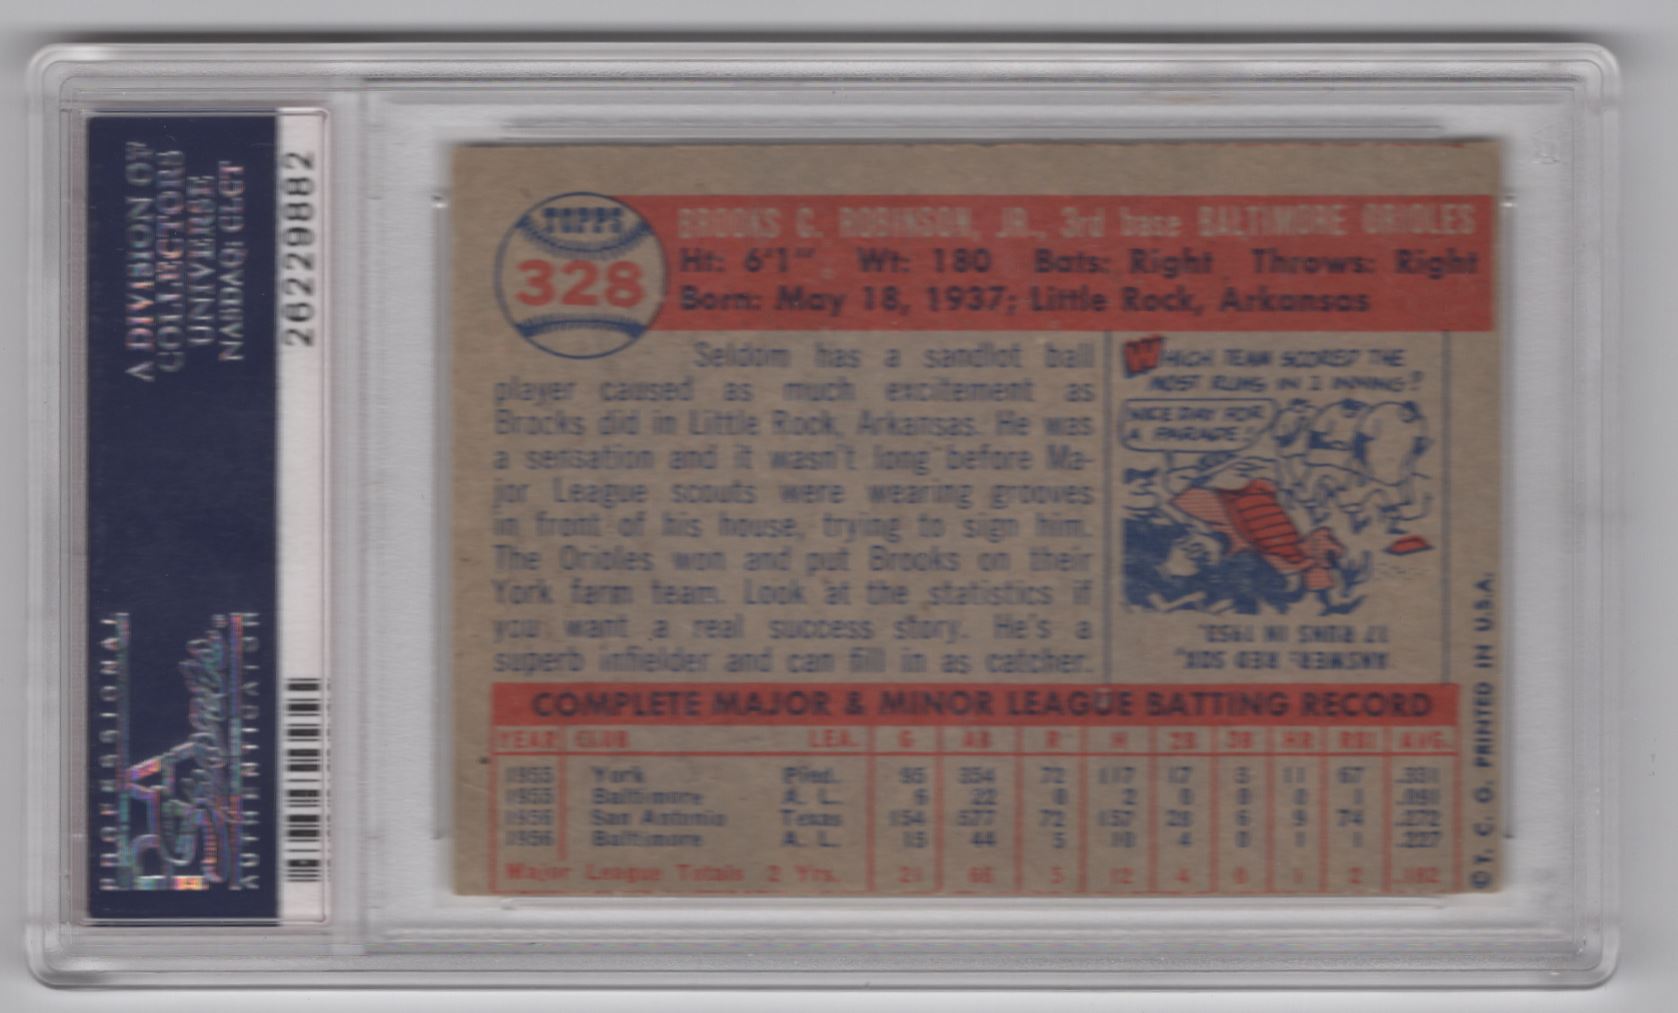 A DIVISION OF
COLLECTORS
UNIVERSE
NASDAQ: CLCT
26229882
PROFESSIONAL
PSA
AUTHENTICATOR
TOPPS
328
BROOKS C. ROBINSON, JR., 3rd base BALTIMORE ORIOLES
Ht: 6'1" Wt: 180 Bats: Right Throws: Right
Born: May 18, 1937; Little Rock, Arkansas
Seldom has a sandlot ball
player caused as much excitement as
Brooks did in Little Rock, Arkansas. He was
a sensation and it wasn't long before Ma-
jor League scouts were wearing grooves
in front of his house, trying to sign him.
The Orioles won and put Brooks on their
York farm team. Look at the statistics if
you want a real success story. He's a
superb infielder and can fill in as catcher.
WHICH TEAM SCORED THE
MOST RUNS IN 1 INNING?
NICE DAY FOR
A PARADE!
ANSWER: RED SOX.
17 RUNS IN 1953.
COMPLETE MAJOR & MINOR LEAGUE BATTING RECORD
YEAR CLUB LEA. G AB R H 2B 3B HR RBI AVG.
1955 York Pied. 95 354 72 117 17 3 11 67 .331
1955 Baltimore A. L. 6 22 0 2 0 0 0 1 .091
1956 San Antonio Texas 154 577 72 157 28 6 9 74 .272
1956 Baltimore A. L. 15 44 5 10 4 0 1 1 .227
Major League Totals 2 Yrs. 21 66 5 12 4 0 1 2 .182
© T. C. G. PRINTED IN U.S.A.